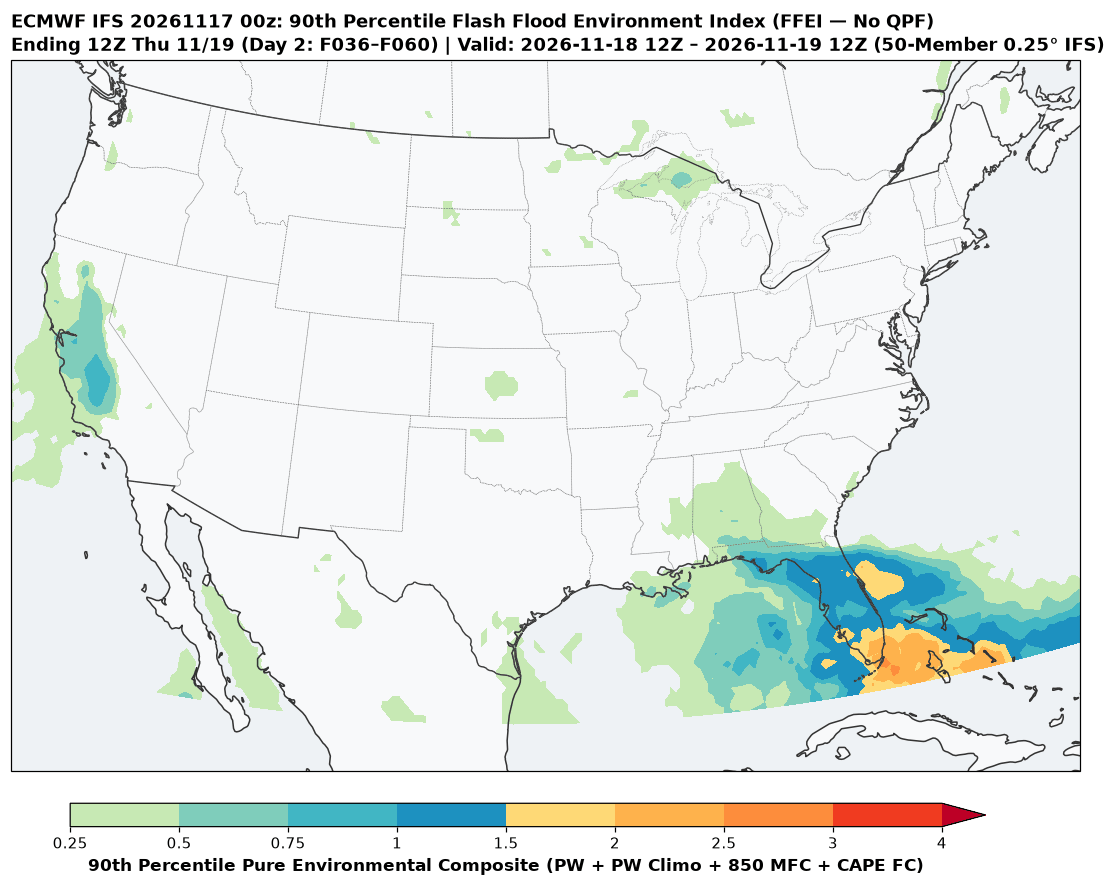 ECMWF IFS 20261117 00z: 90th Percentile Flash Flood Environment Index (FFEI — No QPF)
Ending 12Z Thu 11/19 (Day 2: F036–F060) | Valid: 2026-11-18 12Z – 2026-11-19 12Z (50-Member 0.25° IFS)
0.25 0.5 0.75 1 1.5 2 2.5 3 4
90th Percentile Pure Environmental Composite (PW + PW Climo + 850 MFC + CAPE FC)